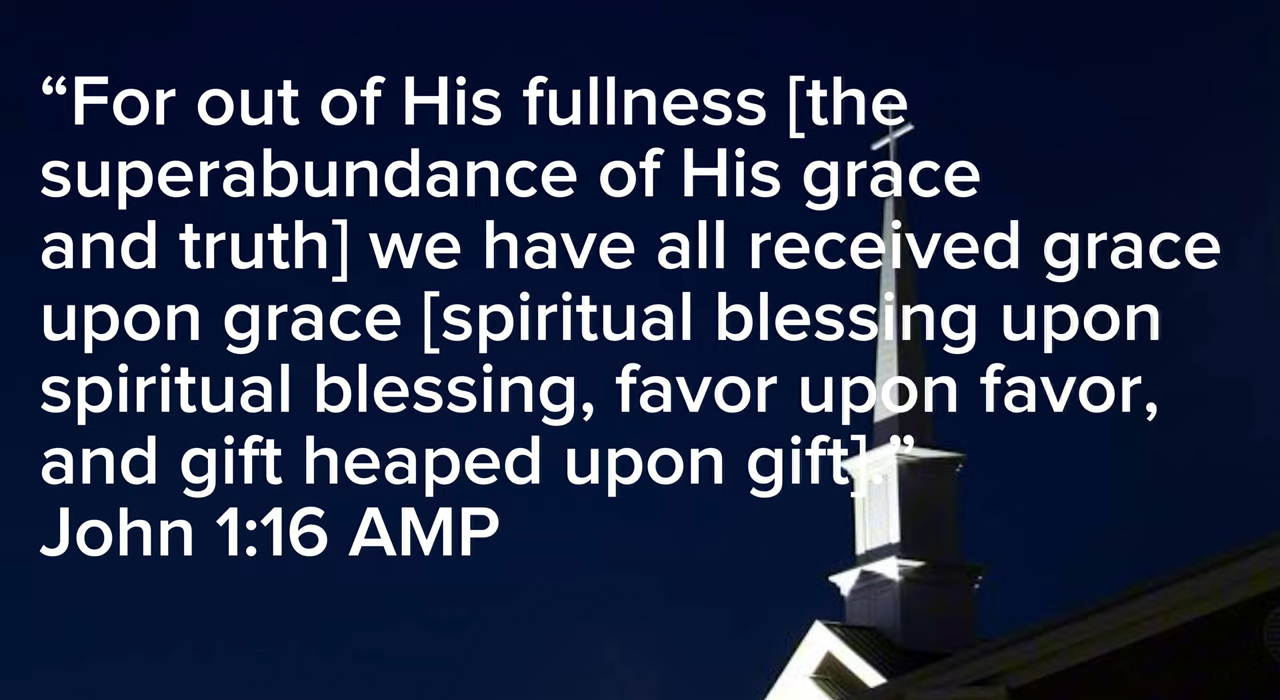 “For out of His fullness [the
superabundance of His grace
and truth] we have all received grace
upon grace [spiritual blessing upon
spiritual blessing, favor upon favor,
and gift heaped upon gift].”
John 1:16 AMP